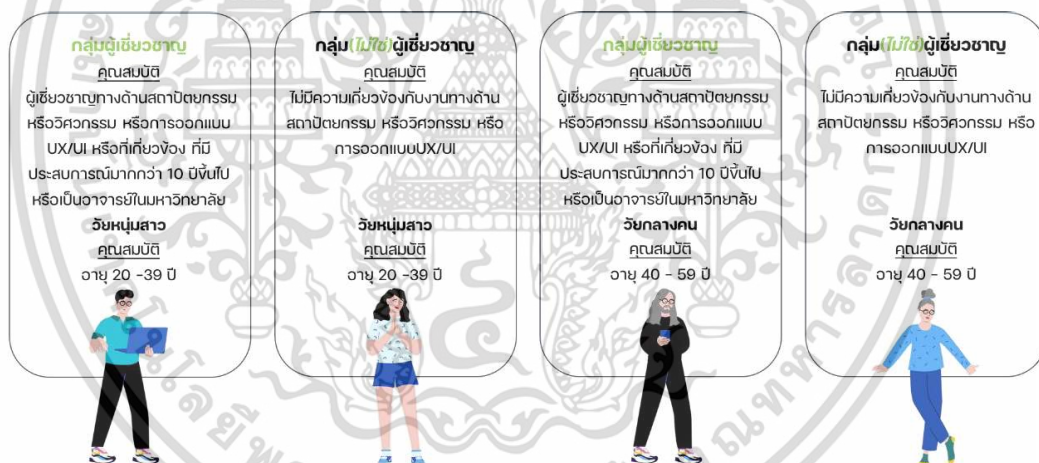 กลุ่มผู้เชี่ยวชาญ
คุณสมบัติ
ผู้เชี่ยวชาญทางด้านสถาปัตยกรรม
หรือวิศวกรรม หรือการออกแบบ
UX/UI หรือที่เกี่ยวข้อง ที่มี
ประสบการณ์มากกว่า 10 ปีขึ้นไป
หรือเป็นอาจารย์ในมหาวิทยาลัย
วัยหนุ่มสาว
คุณสมบัติ
อายุ 20 -39 ปี
กลุ่ม(ไม่ใช่)ผู้เชี่ยวชาญ
คุณสมบัติ
ไม่มีความเกี่ยวข้องกับงานทางด้าน
สถาปัตยกรรม หรือวิศวกรรม หรือ
การออกแบบUX/UI
วัยหนุ่มสาว
คุณสมบัติ
อายุ 20 -39 ปี
กลุ่มผู้เชี่ยวชาญ
คุณสมบัติ
ผู้เชี่ยวชาญทางด้านสถาปัตยกรรม
หรือวิศวกรรม หรือการออกแบบ
UX/UI หรือที่เกี่ยวข้อง ที่มี
ประสบการณ์มากกว่า 10 ปีขึ้นไป
หรือเป็นอาจารย์ในมหาวิทยาลัย
วัยกลางคน
คุณสมบัติ
อายุ 40 - 59 ปี
กลุ่ม(ไม่ใช่)ผู้เชี่ยวชาญ
คุณสมบัติ
ไม่มีความเกี่ยวข้องกับงานทางด้าน
สถาปัตยกรรม หรือวิศวกรรม หรือ
การออกแบบUX/UI
วัยกลางคน
คุณสมบัติ
อายุ 40 - 59 ปี